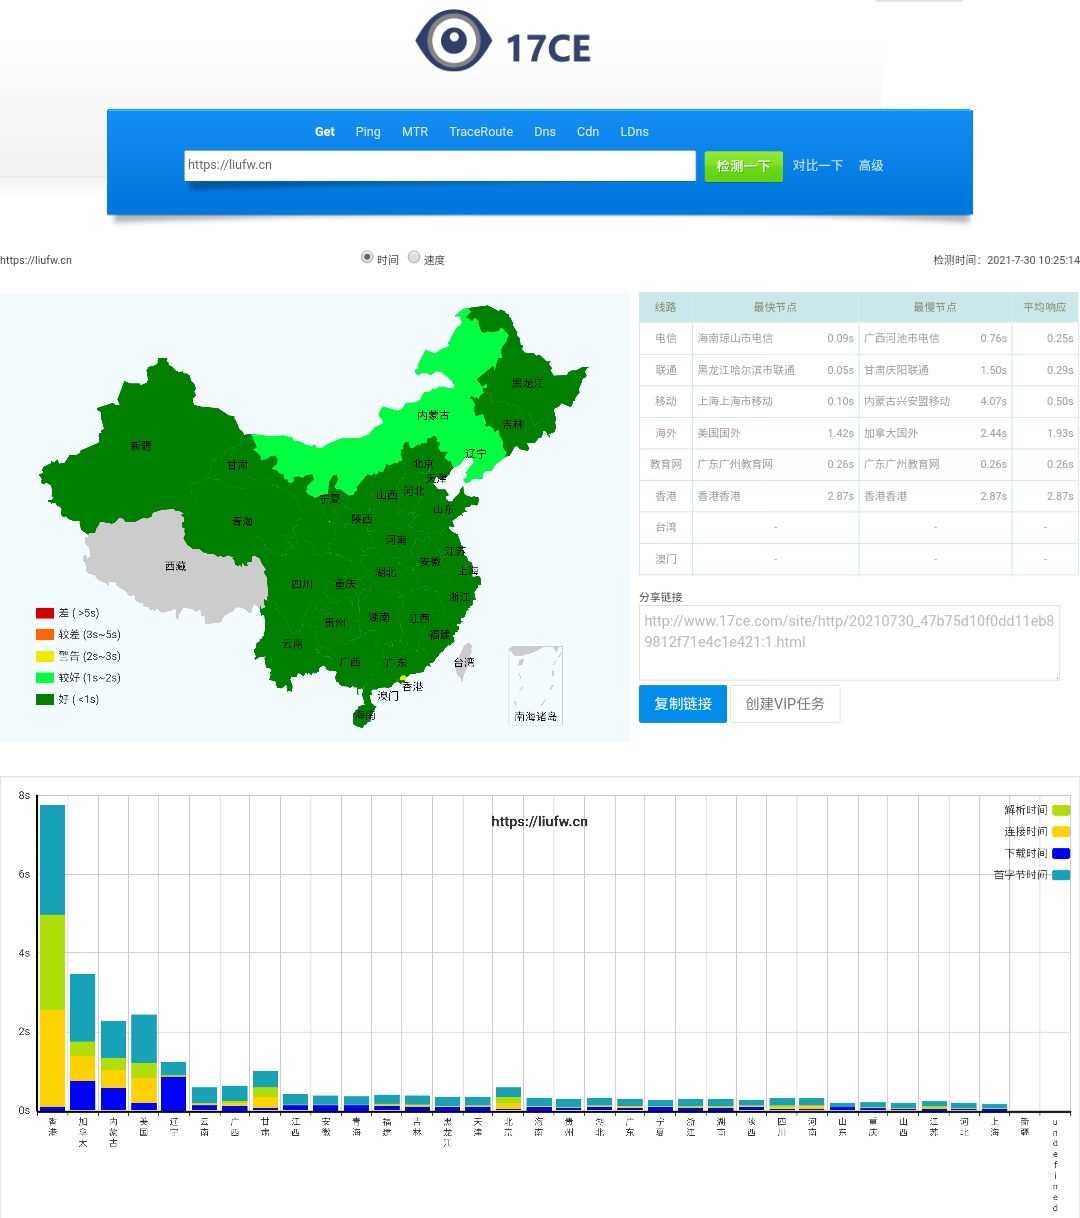 17CE
Get Ping MTR TraceRoute Dns Cdn LDns
https://liufw.cn 检测一下 对比一下 高级
https://liufw.cn 时间 速度 检测时间：2021-7-30 10:25:14
黑龙江
内蒙古
吉林
新疆
辽宁
甘肃
北京
天津
宁夏
山西
河北
山东
青海
陕西
河南
江苏
安徽
西藏
上海
湖北
四川
重庆
浙江
湖南
江西
贵州
福建
云南
广西
广东
台湾
香港
澳门
海南
南海诸岛
差 ( >5s)
较差 (3s~5s)
警告 (2s~3s)
较好 (1s~2s)
好 ( <1s)
线路 最快节点 最慢节点 平均响应
电信 海南琼山市电信 0.09s 广西河池市电信 0.76s 0.25s
联通 黑龙江哈尔滨市联通 0.05s 甘肃庆阳联通 1.50s 0.29s
移动 上海上海市移动 0.10s 内蒙古兴安盟移动 4.07s 0.50s
海外 美国国外 1.42s 加拿大国外 2.44s 1.93s
教育网 广东广州教育网 0.26s 广东广州教育网 0.26s 0.26s
香港 香港香港 2.87s 香港香港 2.87s 2.87s
台湾 - - -
澳门 - - -
分享链接
http://www.17ce.com/site/http/20210730_47b75d10f0dd11eb8
9812f71e4c1e421:1.html
复制链接 创建VIP任务
https://liufw.cn
解析时间
连接时间
下载时间
首字节时间
8s
6s
4s
2s
0s
香港 加拿大 内蒙古 美国 辽宁 云南 广西 甘肃 江西 安徽 青海 福建 吉林 黑龙江 天津 北京 海南 贵州 湖北 广东 宁夏 浙江 湖南 陕西 四川 河南 山东 重庆 山西 江苏 河北 上海 新疆 undefined